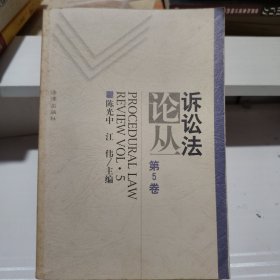 诉讼法
论丛
第5卷
PROCEDURAL LAW
REVIEW VOL·5
陈光中 江伟/主编
法律出版社